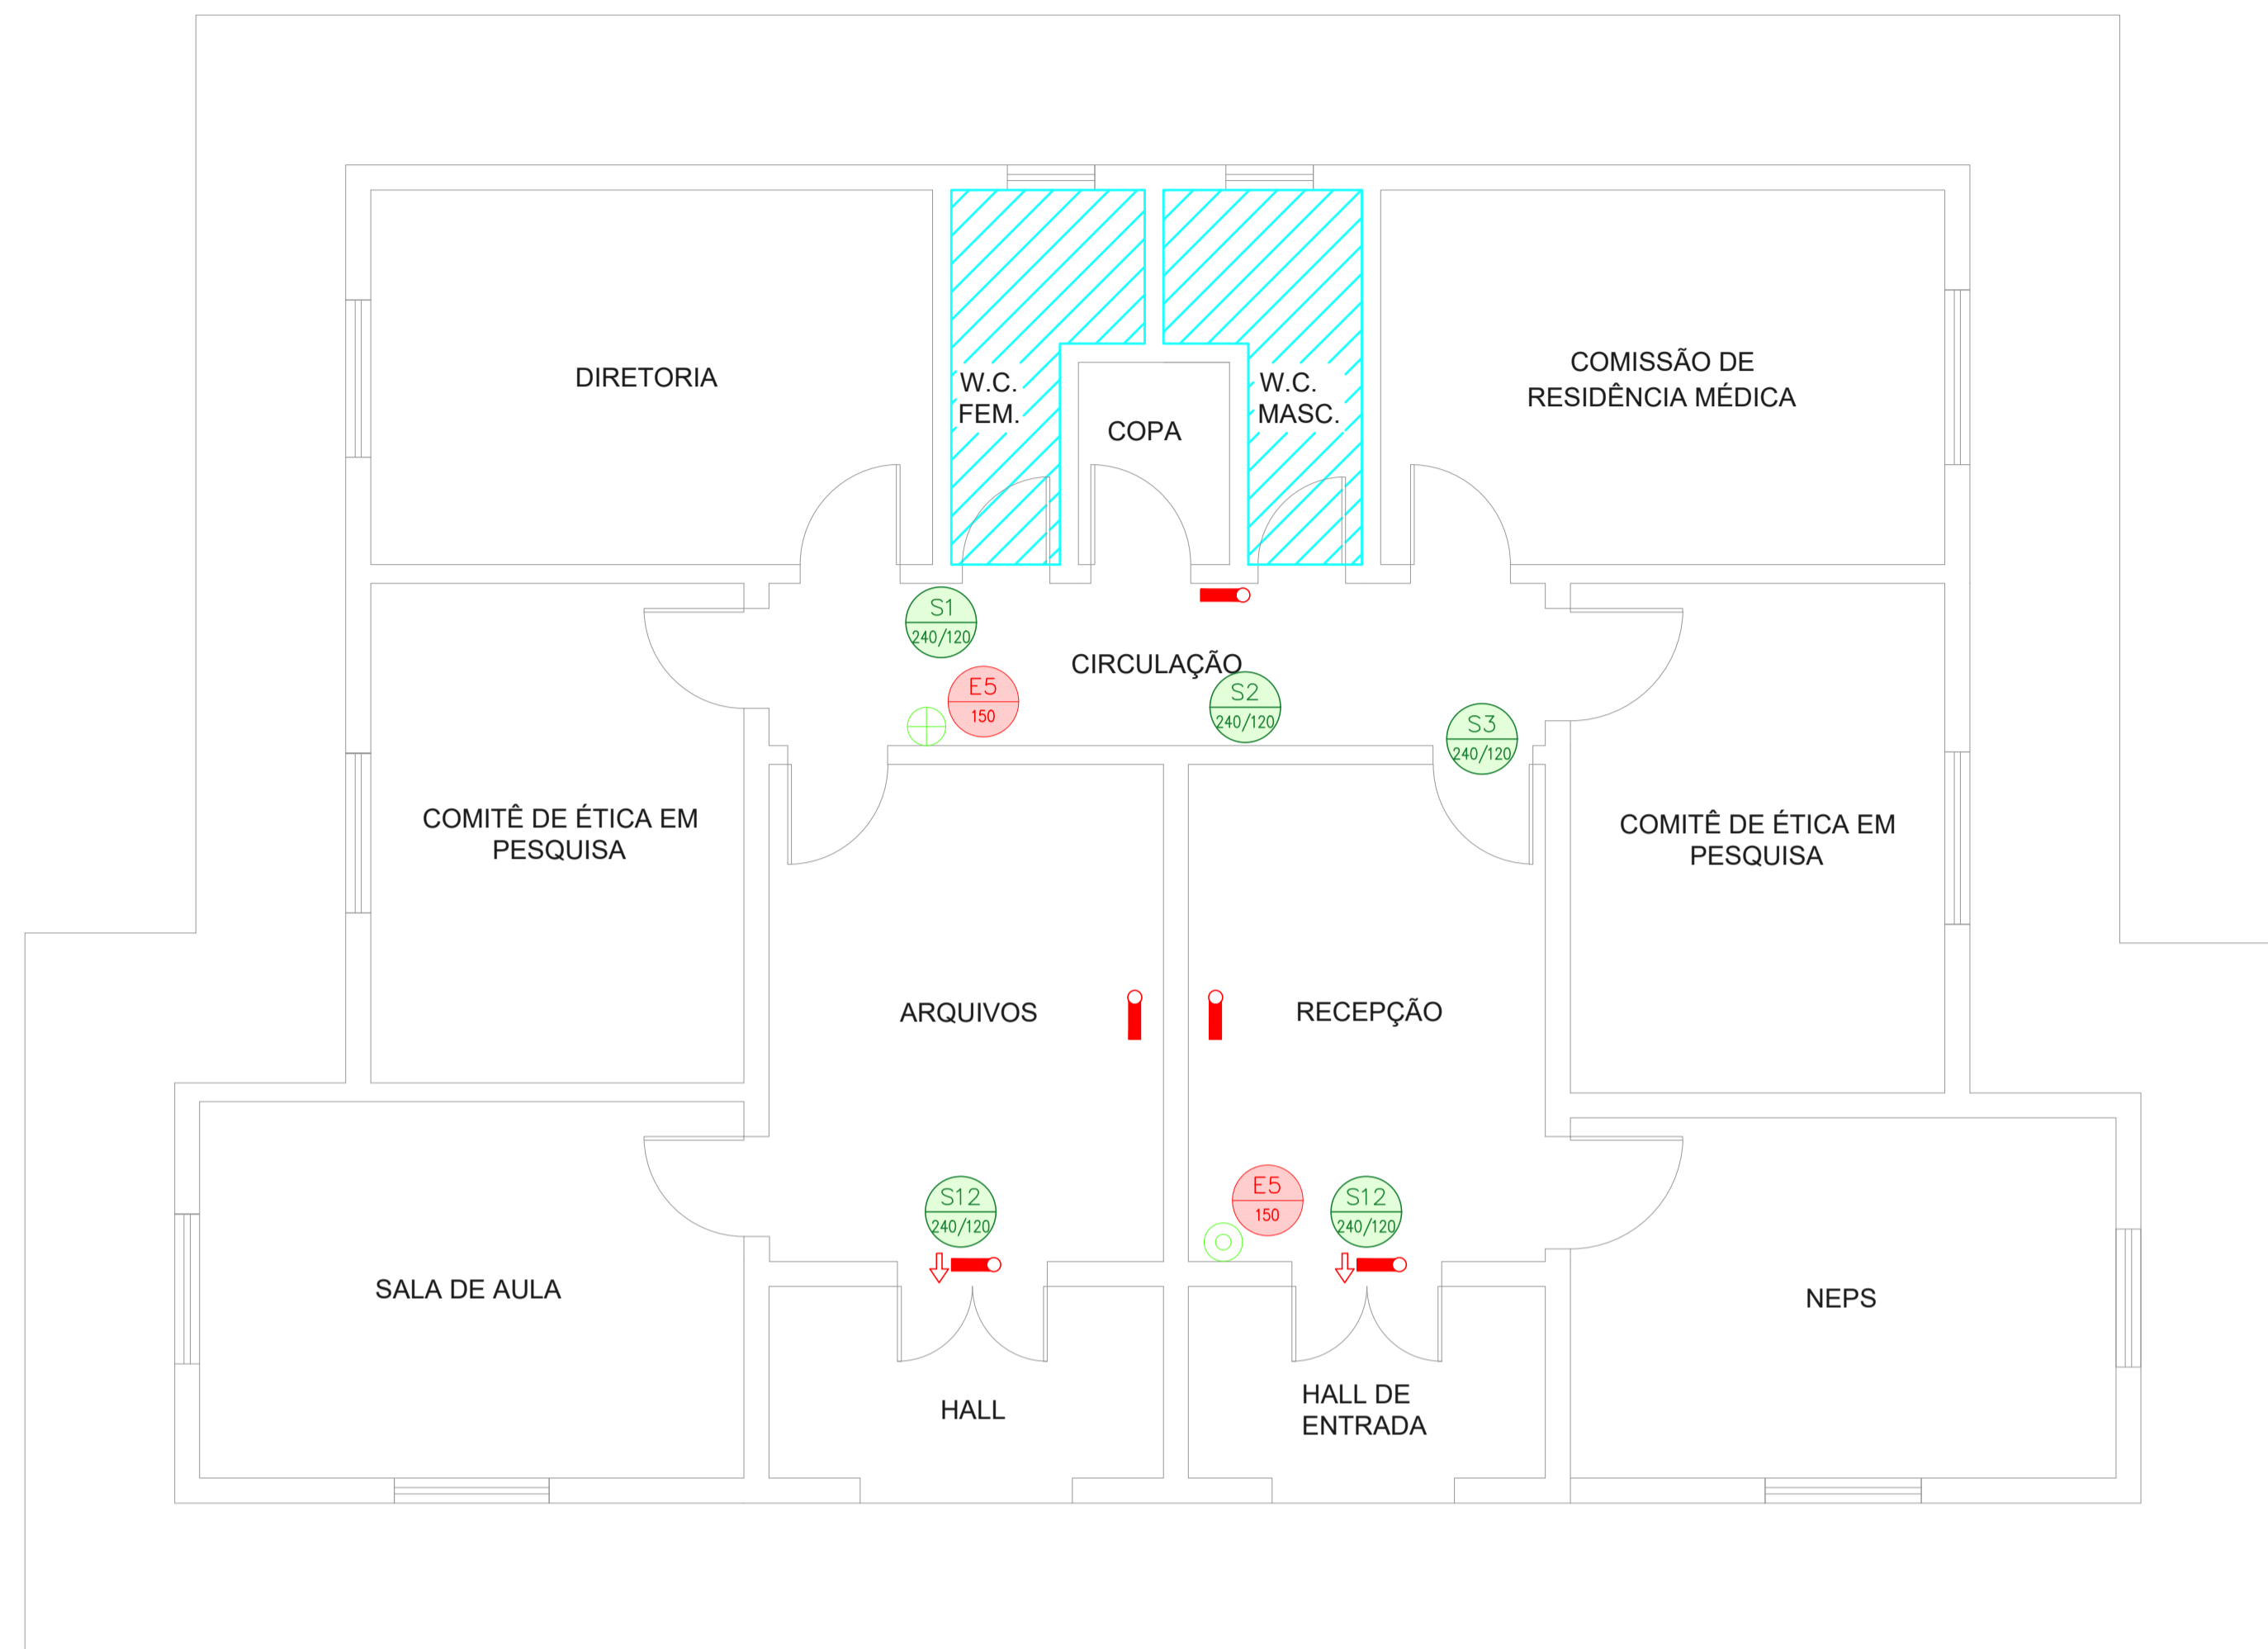 DIRETORIA
W.C.
FEM.
COPA
W.C.
MASC.
COMISSÃO DE
RESIDÊNCIA MÉDICA
S1
240/120
CIRCULAÇÃO
E5
150
S2
240/120
S3
240/120
COMITÊ DE ÉTICA EM
PESQUISA
COMITÊ DE ÉTICA EM
PESQUISA
ARQUIVOS
RECEPÇÃO
S12
240/120
E5
150
S12
240/120
SALA DE AULA
NEPS
HALL
HALL DE
ENTRADA